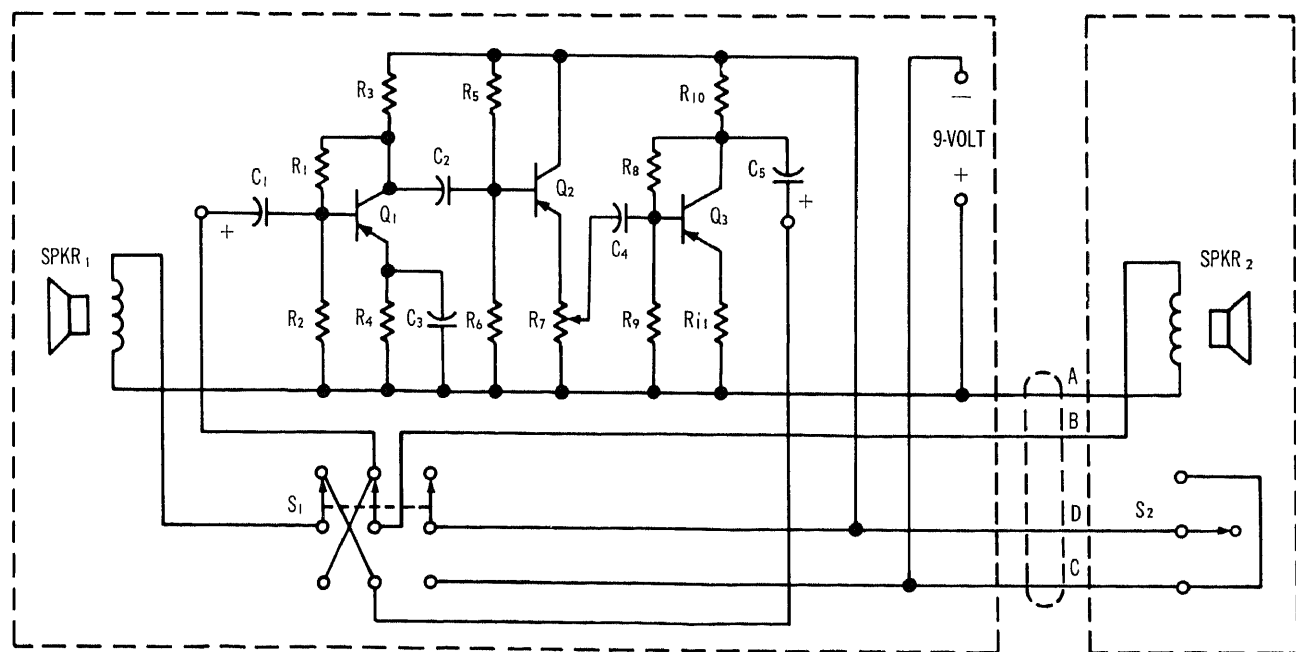 R3
R5
R10
–
9-VOLT
+
R1
C2
R8
C5
C1
Q1
Q2
Q3
+
+
C4
SPKR1
SPKR2
R2
R4
C3
R6
R7
R9
R11
A
B
S1
D
S2
C